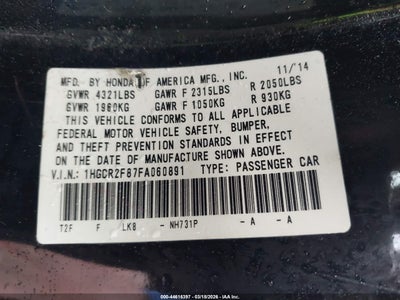 MFD. BY HONDA OF AMERICA MFG., INC. 11/14
GVWR 4321LBS GAWR F 2315LBS R 2050LBS
GVWR 1960KG GAWR F 1050KG R 930KG
THIS VEHICLE CONFORMS TO ALL APPLICABLE
FEDERAL MOTOR VEHICLE SAFETY, BUMPER,
AND THEFT PREVENTION STANDARDS IN EFFECT
ON THE DATE OF MANUFACTURE SHOWN ABOVE.
V.I.N.: 1HGCR2F87FA060891 TYPE: PASSENGER CAR
T2F F LK8 - NH731P - A - A
000-44616397 - 03/18/2026 - IAA Inc.